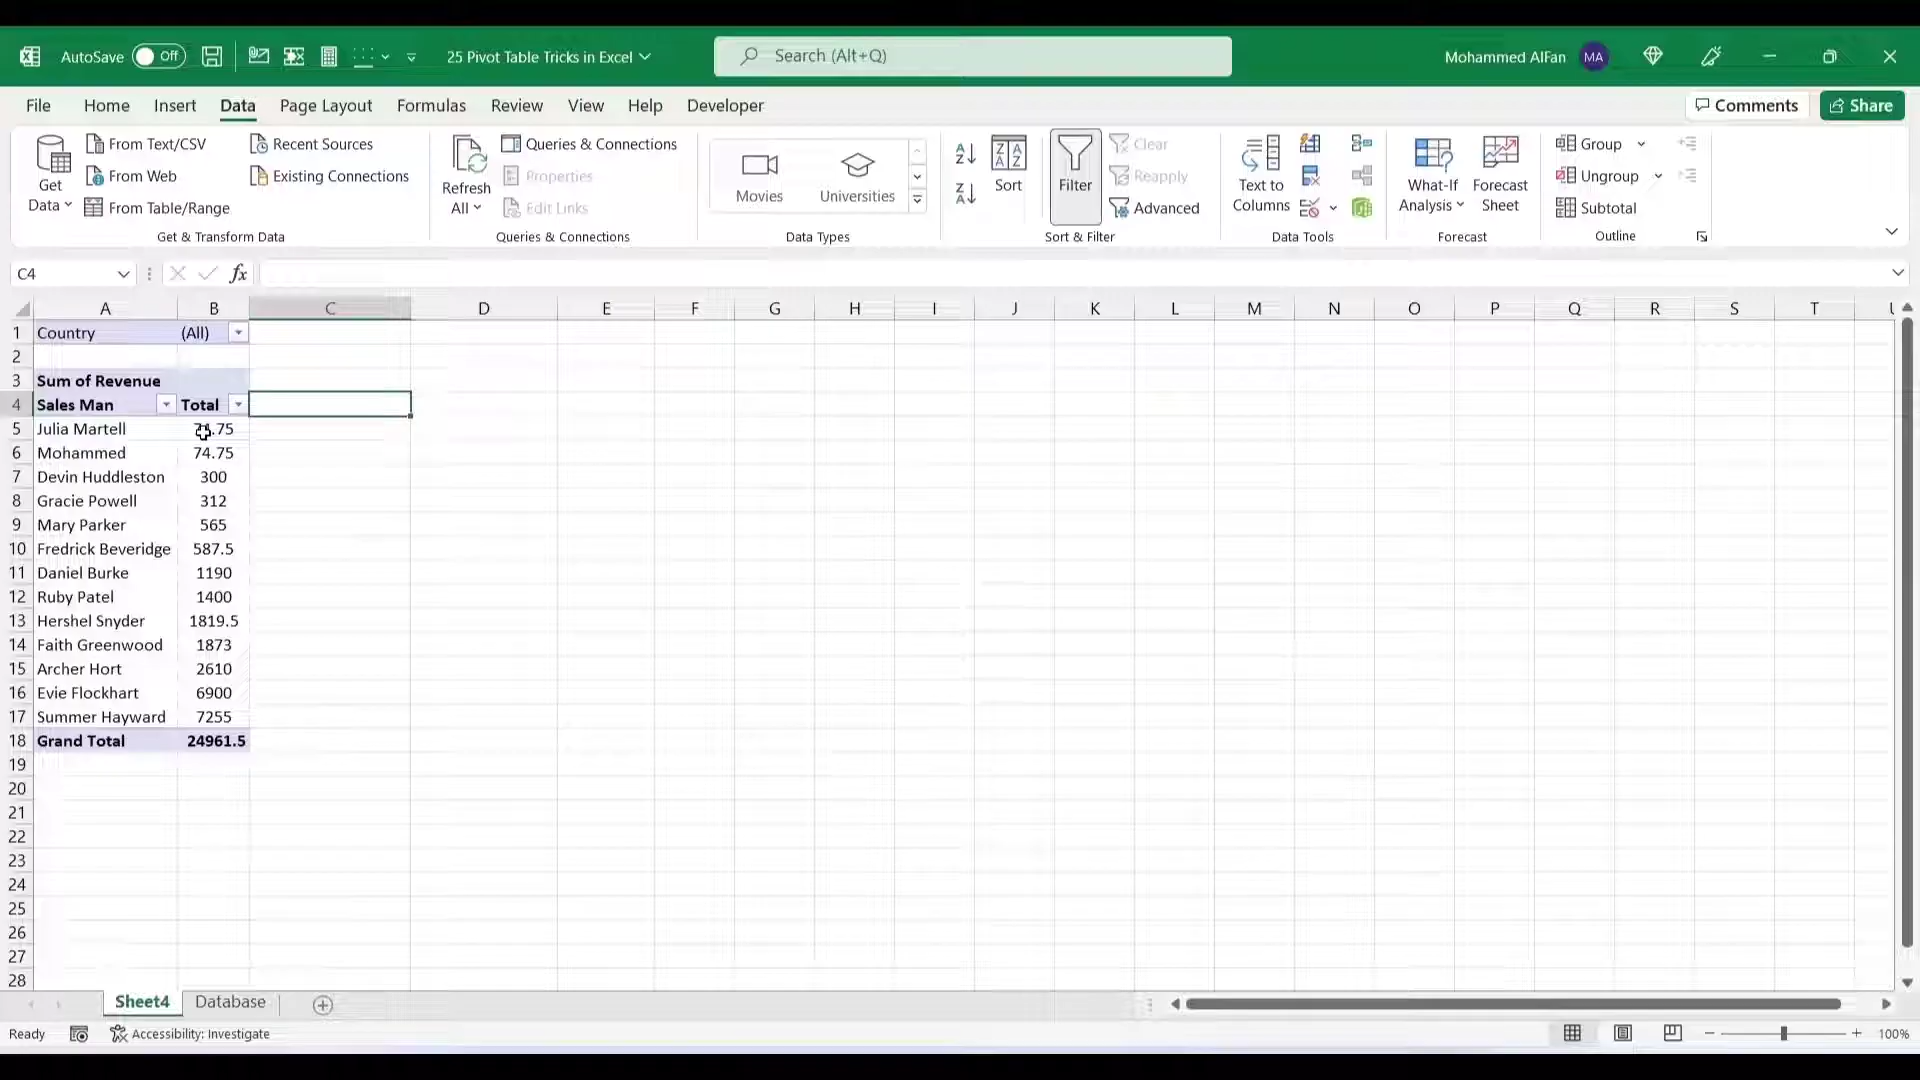 AutoSave Off 25 Pivot Table Tricks in Excel Search (Alt+Q) Mohammed AlFan MA
File Home Insert Data Page Layout Formulas Review View Help Developer Comments Share
Get Data
From Text/CSV
From Web
From Table/Range
Recent Sources
Existing Connections
Get & Transform Data
Refresh All
Queries & Connections
Properties
Edit Links
Queries & Connections
Movies Universities
Data Types
Sort
Filter
Clear
Reapply
Advanced
Sort & Filter
Text to Columns
Data Tools
What-If Analysis
Forecast Sheet
Forecast
Group
Ungroup
Subtotal
Outline
C4 fx
A B C D E F G H I J K L M N O P Q R S T
1 Country (All)
2
3 Sum of Revenue
4 Sales Man Total
5 Julia Martell
6 Mohammed 74.75
7 Devin Huddleston 300
8 Gracie Powell 312
9 Mary Parker 565
10 Fredrick Beveridge 587.5
11 Daniel Burke 1190
12 Ruby Patel 1400
13 Hershel Snyder 1819.5
14 Faith Greenwood 1873
15 Archer Hort 2610
16 Evie Flockhart 6900
17 Summer Hayward 7255
18 Grand Total 24961.5
19
20
21
22
23
24
25
26
27
28
Sheet4 Database
Ready Accessibility: Investigate 100%